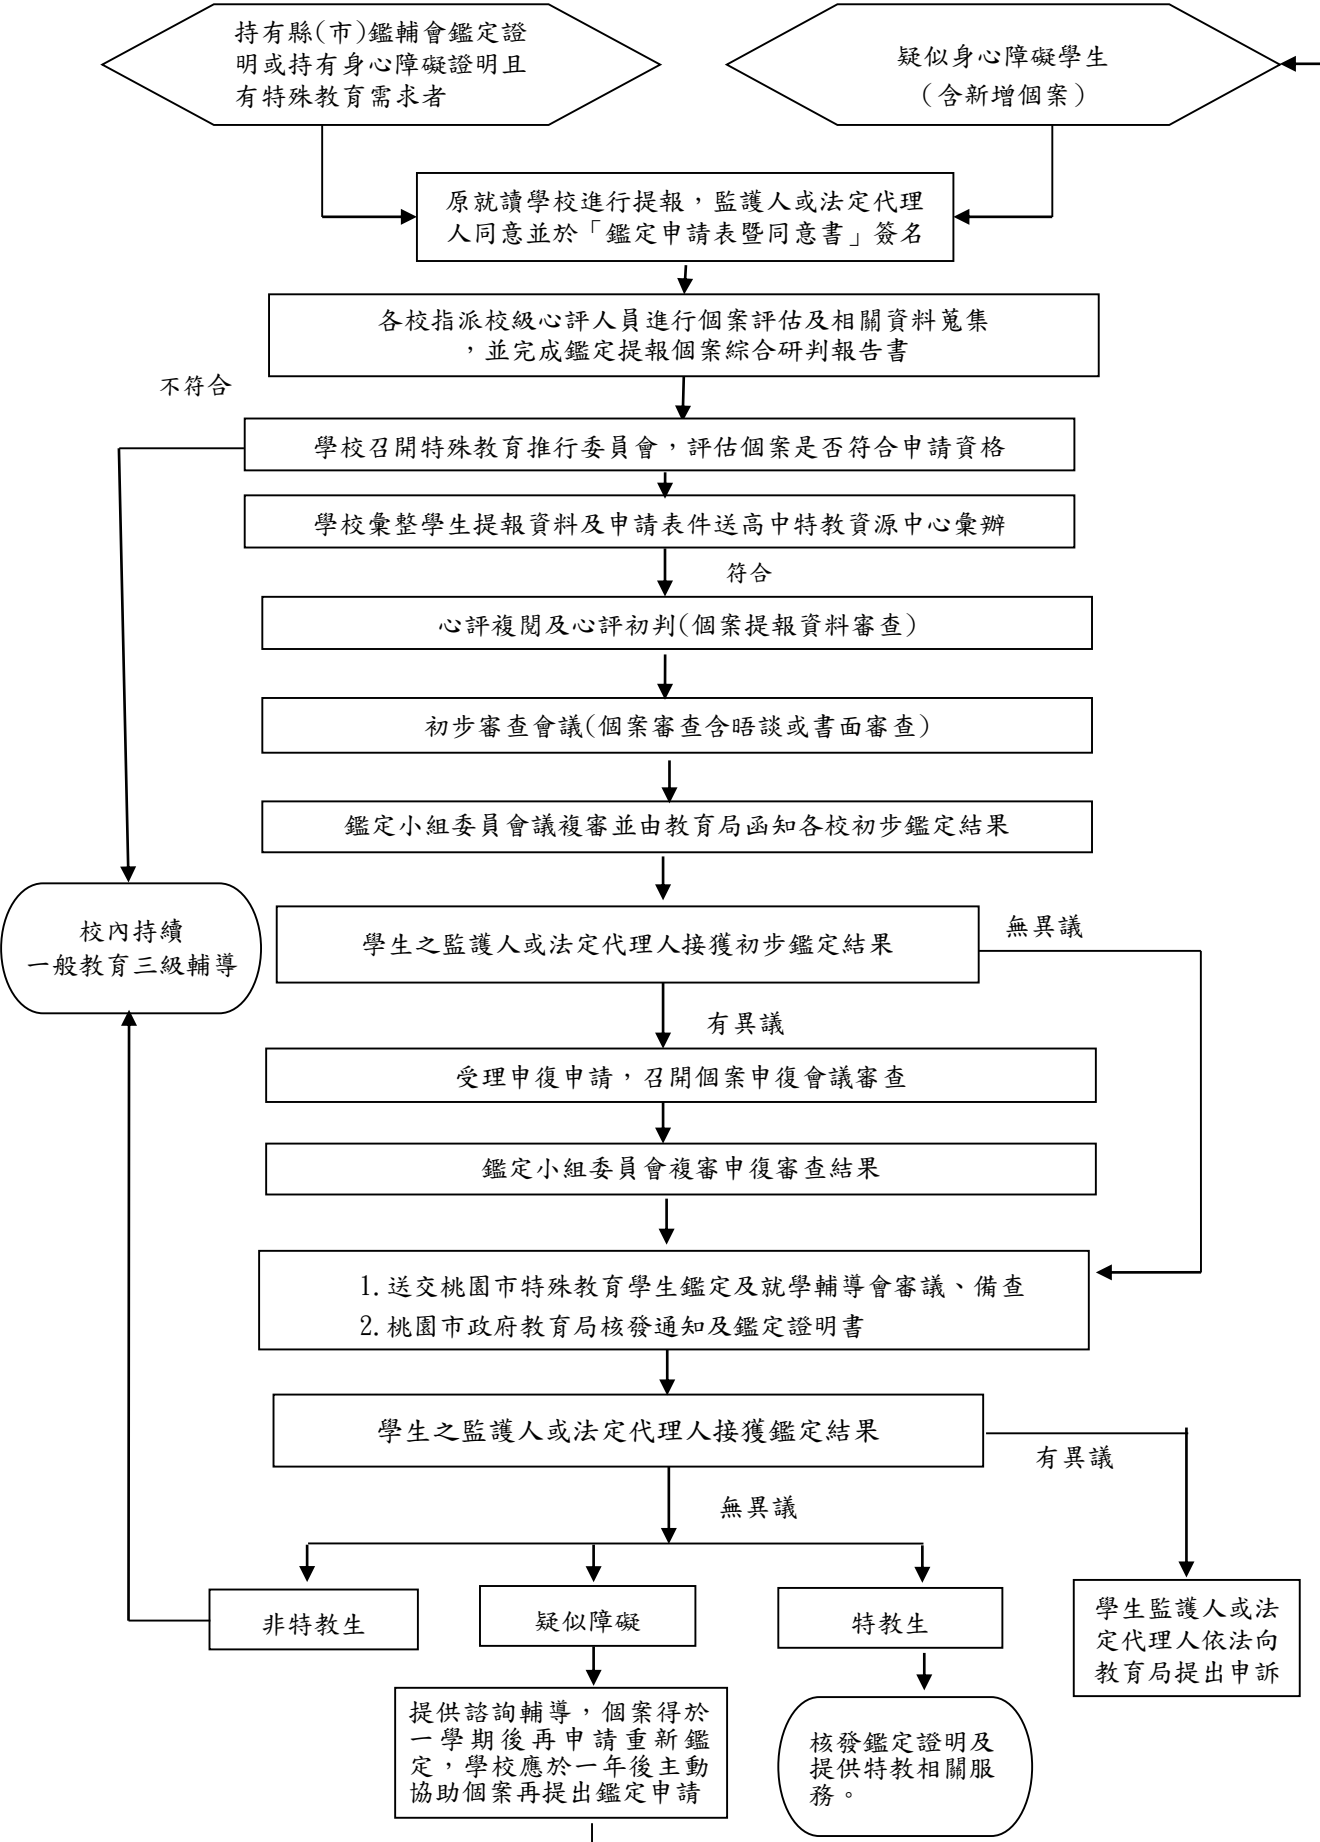 持有縣(市)鑑輔會鑑定證
明或持有身心障礙證明且
有特殊教育需求者
疑似身心障礙學生
（含新增個案）
原就讀學校進行提報，監護人或法定代理
人同意並於「鑑定申請表暨同意書」簽名
各校指派校級心評人員進行個案評估及相關資料蒐集
，並完成鑑定提報個案綜合研判報告書
不符合
學校召開特殊教育推行委員會，評估個案是否符合申請資格
學校彙整學生提報資料及申請表件送高中特教資源中心彙辦
符合
心評複閱及心評初判(個案提報資料審查)
初步審查會議(個案審查含晤談或書面審查)
鑑定小組委員會議複審並由教育局函知各校初步鑑定結果
校內持續
一般教育三級輔導
學生之監護人或法定代理人接獲初步鑑定結果
無異議
有異議
受理申復申請，召開個案申復會議審查
鑑定小組委員會複審申復審查結果
1.送交桃園市特殊教育學生鑑定及就學輔導會審議、備查
2.桃園市政府教育局核發通知及鑑定證明書
學生之監護人或法定代理人接獲鑑定結果
有異議
無異議
非特教生
疑似障礙
特教生
學生監護人或法
定代理人依法向
教育局提出申訴
提供諮詢輔導，個案得於
一學期後再申請重新鑑
定，學校應於一年後主動
協助個案再提出鑑定申請
核發鑑定證明及
提供特教相關服
務。